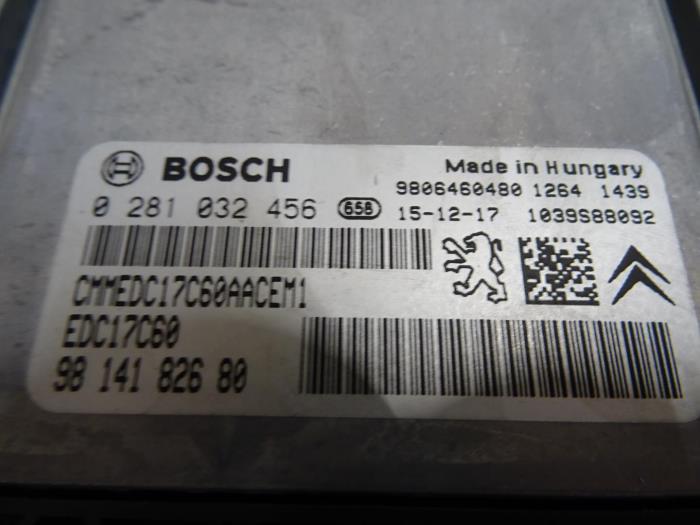 BOSCH
Made in Hungary
9806460480 1264 1439
0 281 032 456 658 15-12-17 1039S88092
CMMEDC17C60AACEM1
EDC17C60
98 141 826 80